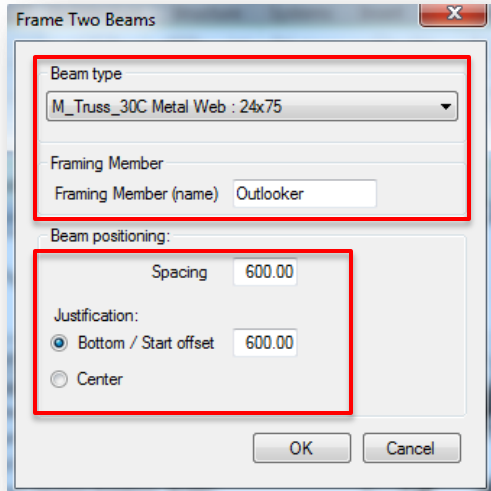 Frame Two Beams
Beam type
M_Truss_30C Metal Web : 24x75
Framing Member
Framing Member (name) Outlooker
Beam positioning:
Spacing 600.00
Justification:
Bottom / Start offset 600.00
Center
OK Cancel